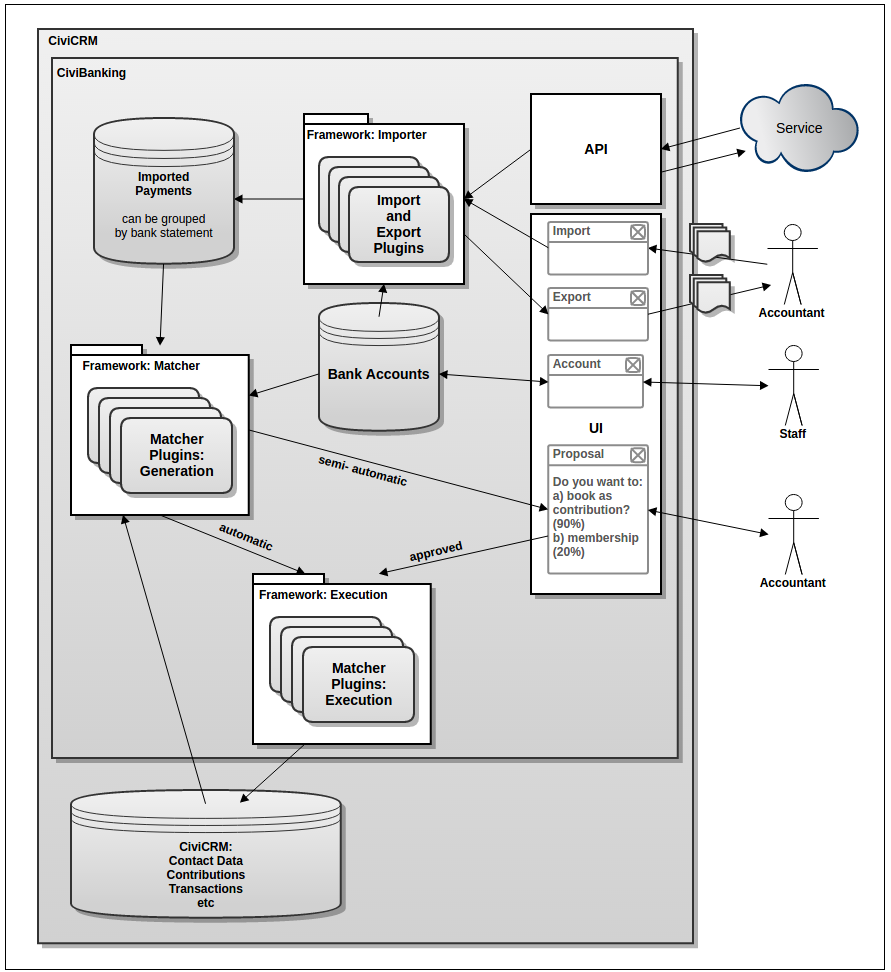 CiviCRM
CiviBanking
Imported
Payments
can be grouped
by bank statement
Framework: Importer
Import
and
Export
Plugins
API
Service
Import
Export
Accountant
Account
Bank Accounts
Staff
UI
Framework: Matcher
Matcher
Plugins:
Generation
semi- automatic
Proposal
Do you want to:
a) book as
contribution?
(90%)
b) membership
(20%)
Accountant
automatic
approved
Framework: Execution
Matcher
Plugins:
Execution
CiviCRM:
Contact Data
Contributions
Transactions
etc